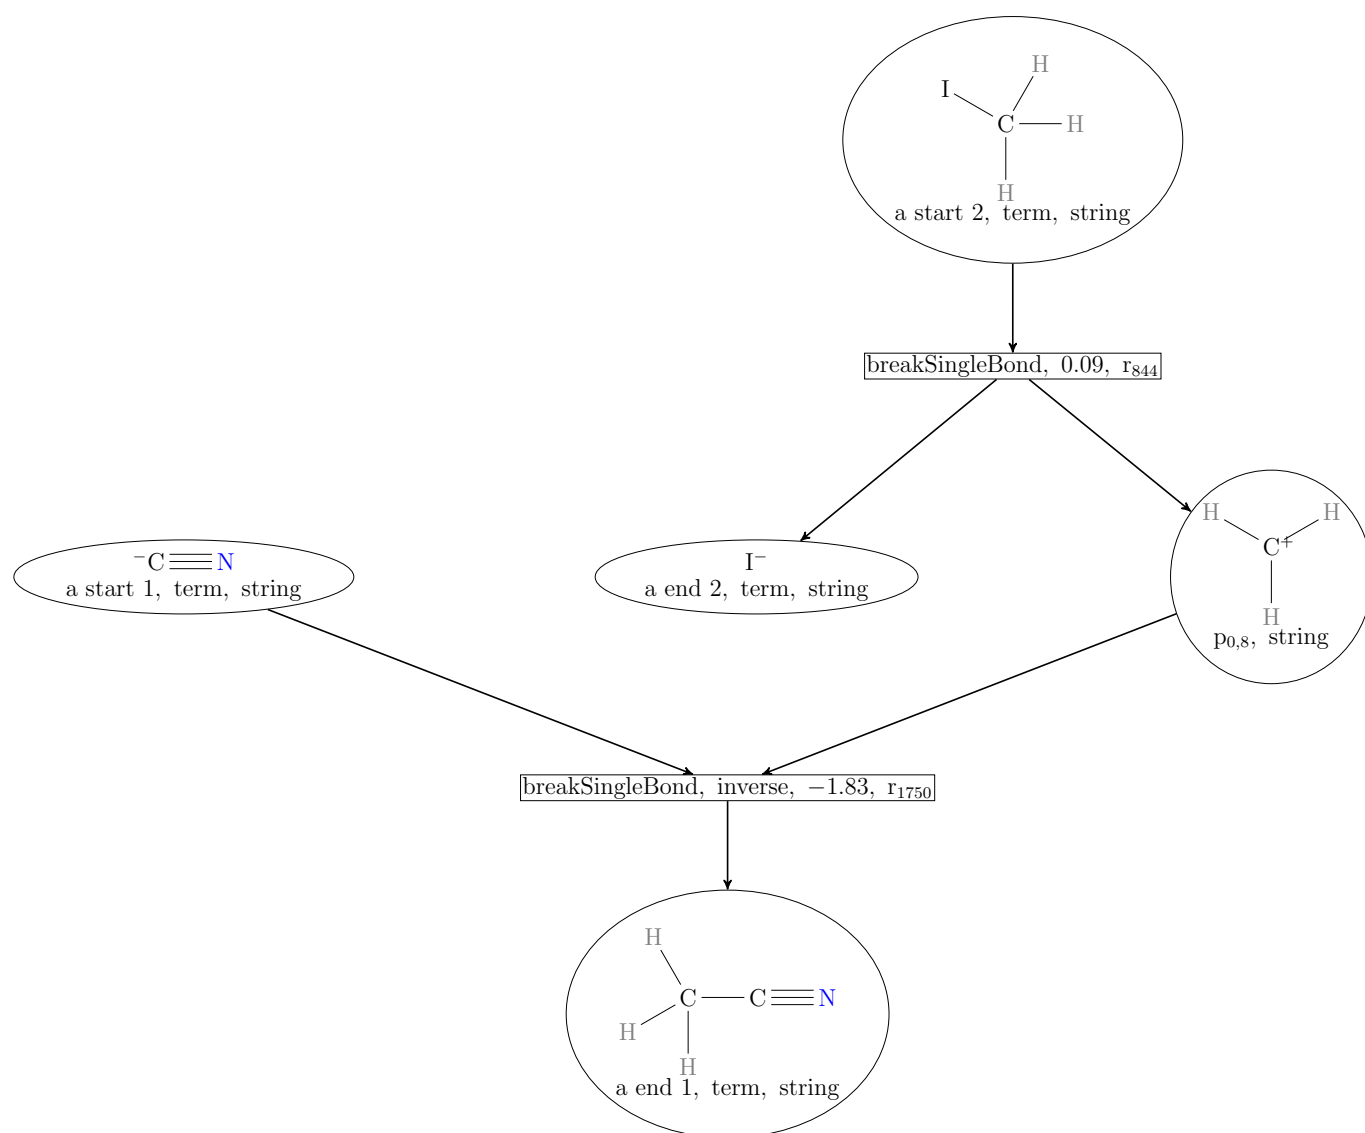 H
I
C
H
H
a start 2, term, string
breakSingleBond, 0.09, r₈₄₄
H
H
C⁺
H
p₀,₈, string
⁻C N
a start 1, term, string
I⁻
a end 2, term, string
breakSingleBond, inverse, −1.83, r₁₇₅₀
H
C C N
H
H
a end 1, term, string